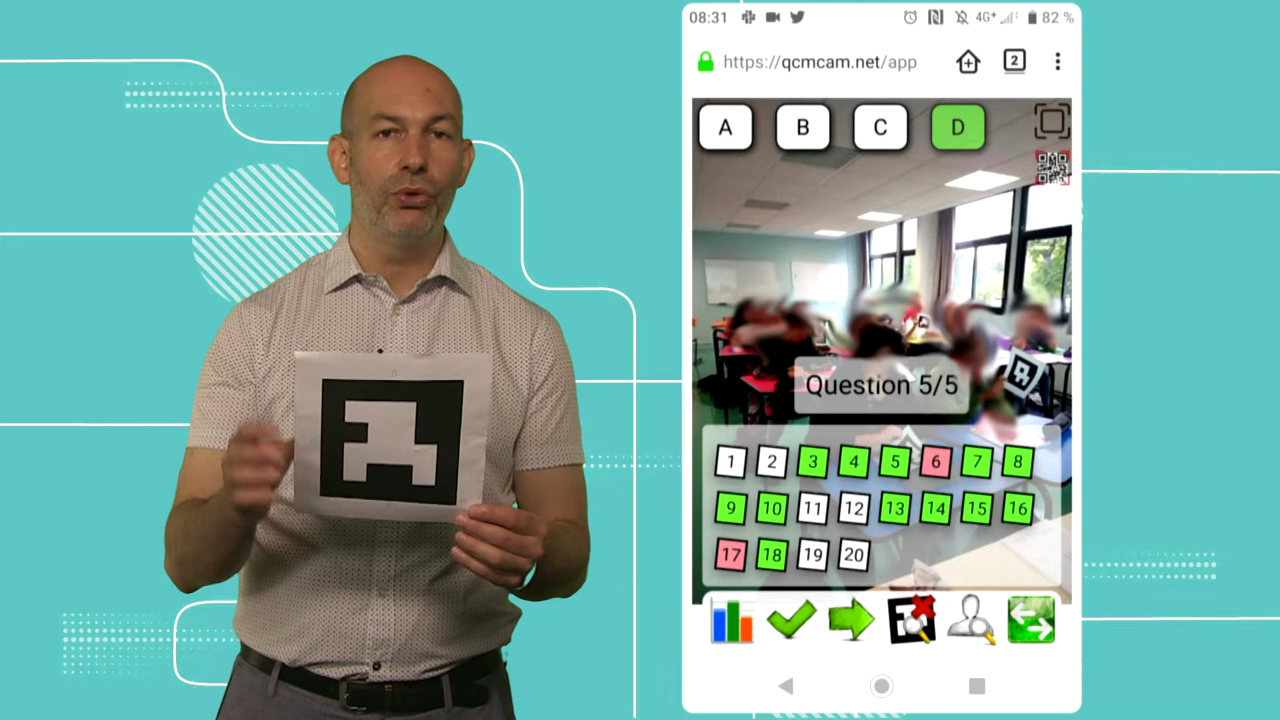 08:31 4G+ 82 %
https://qcmcam.net/app 2
A B C D
Question 5/5
1 2 3 4 5 6 7 8
9 10 11 12 13 14 15 16
17 18 19 20